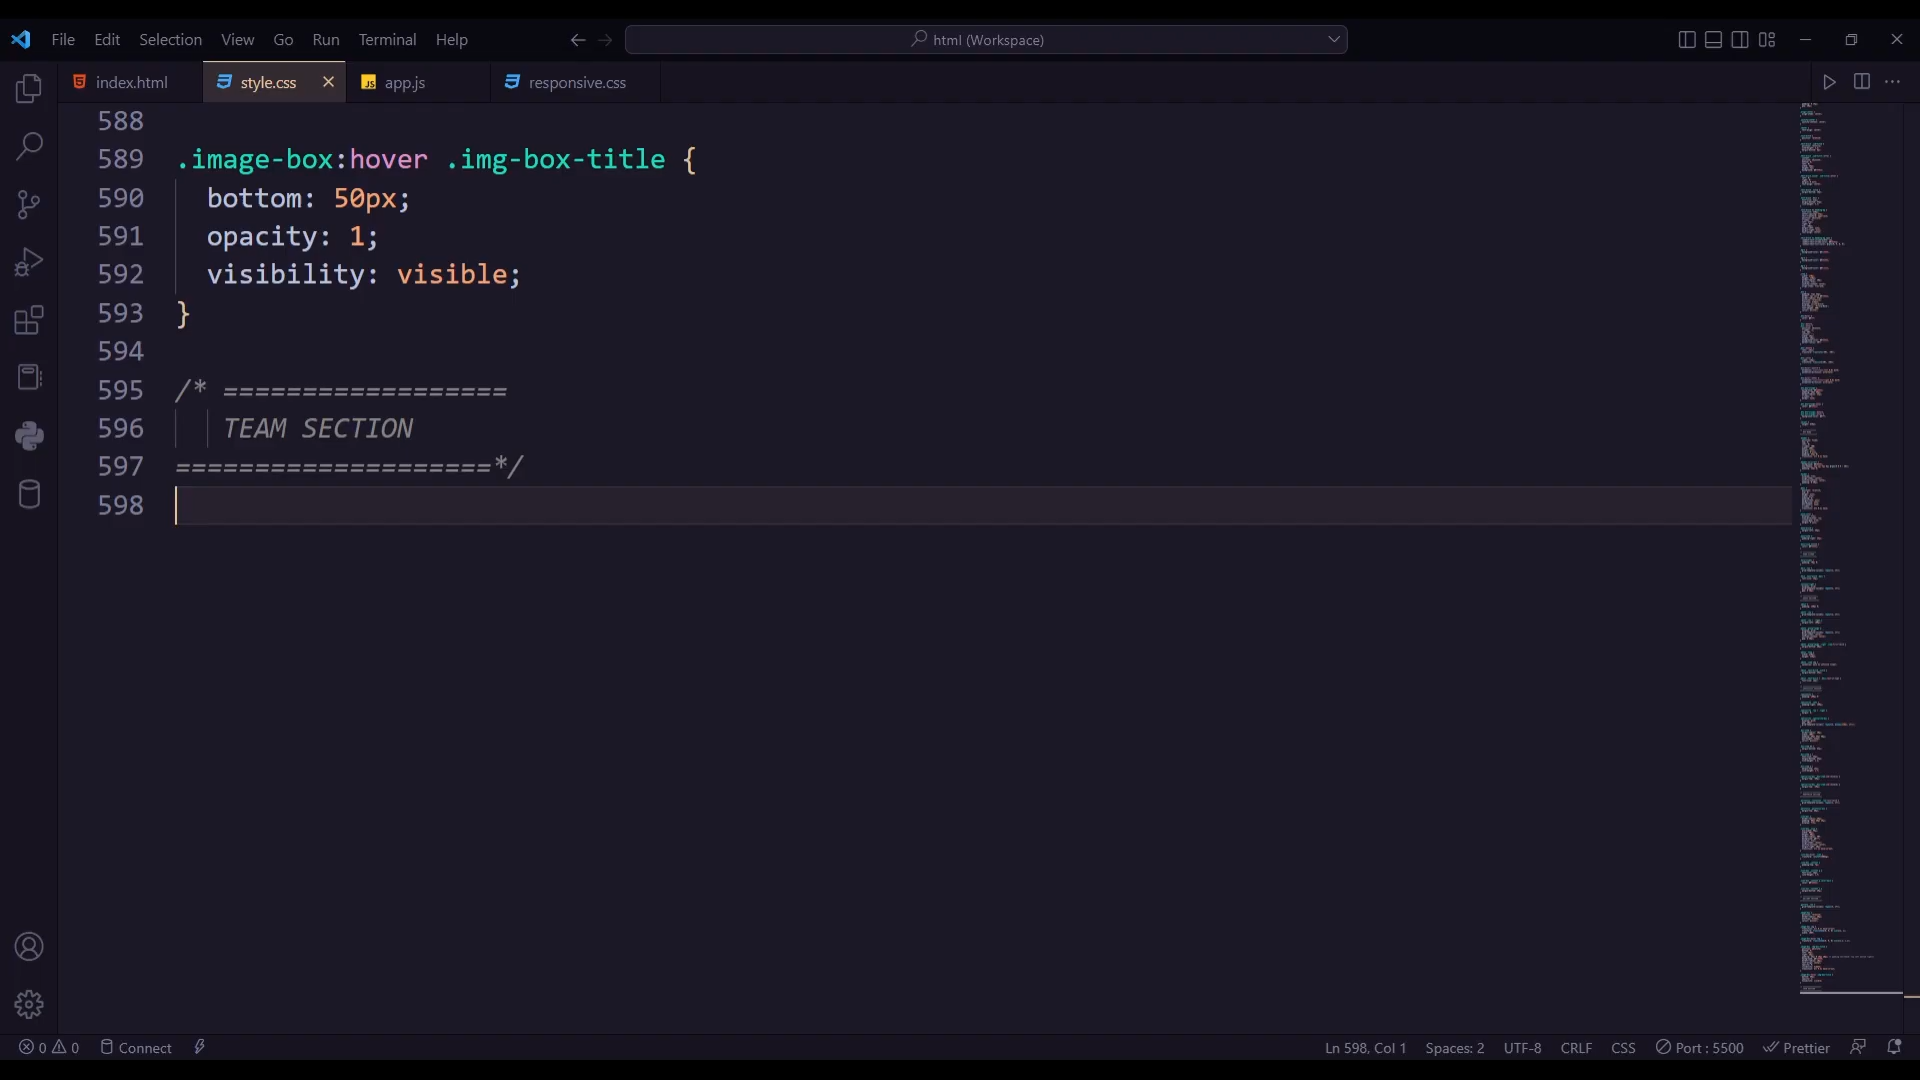 File Edit Selection View Go Run Terminal Help html (Workspace)
index.html style.css app.js responsive.css
588
589 .image-box:hover .img-box-title {
590 bottom: 50px;
591 opacity: 1;
592 visibility: visible;
593 }
594
595 /* ==================
596 TEAM SECTION
597 ====================*/
598
0 0 Connect Ln 598, Col 1 Spaces: 2 UTF-8 CRLF CSS Port : 5500 Prettier